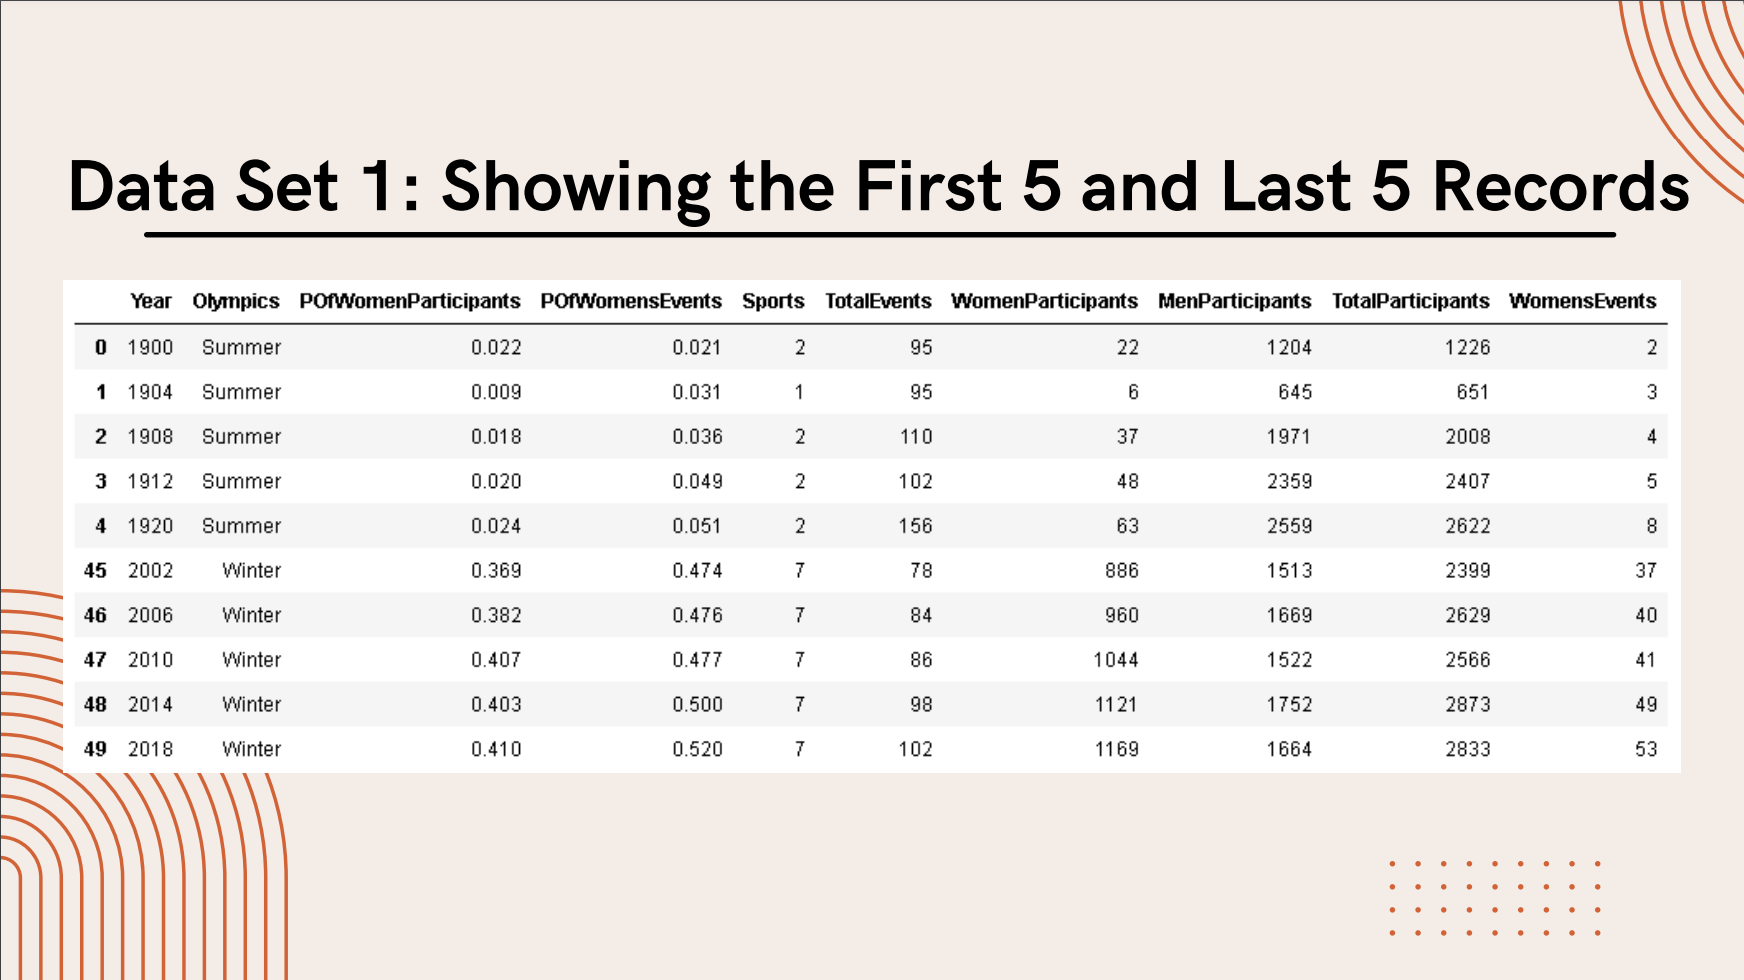 Data Set 1: Showing the First 5 and Last 5 Records
Year Olympics POfWomenParticipants POfWomensEvents Sports TotalEvents WomenParticipants MenParticipants TotalParticipants WomensEvents
0 1900 Summer 0.022 0.021 2 95 22 1204 1226 2
1 1904 Summer 0.009 0.031 1 95 6 645 651 3
2 1908 Summer 0.018 0.036 2 110 37 1971 2008 4
3 1912 Summer 0.020 0.049 2 102 48 2359 2407 5
4 1920 Summer 0.024 0.051 2 156 63 2559 2622 8
45 2002 Winter 0.369 0.474 7 78 886 1513 2399 37
46 2006 Winter 0.382 0.476 7 84 960 1669 2629 40
47 2010 Winter 0.407 0.477 7 86 1044 1522 2566 41
48 2014 Winter 0.403 0.500 7 98 1121 1752 2873 49
49 2018 Winter 0.410 0.520 7 102 1169 1664 2833 53